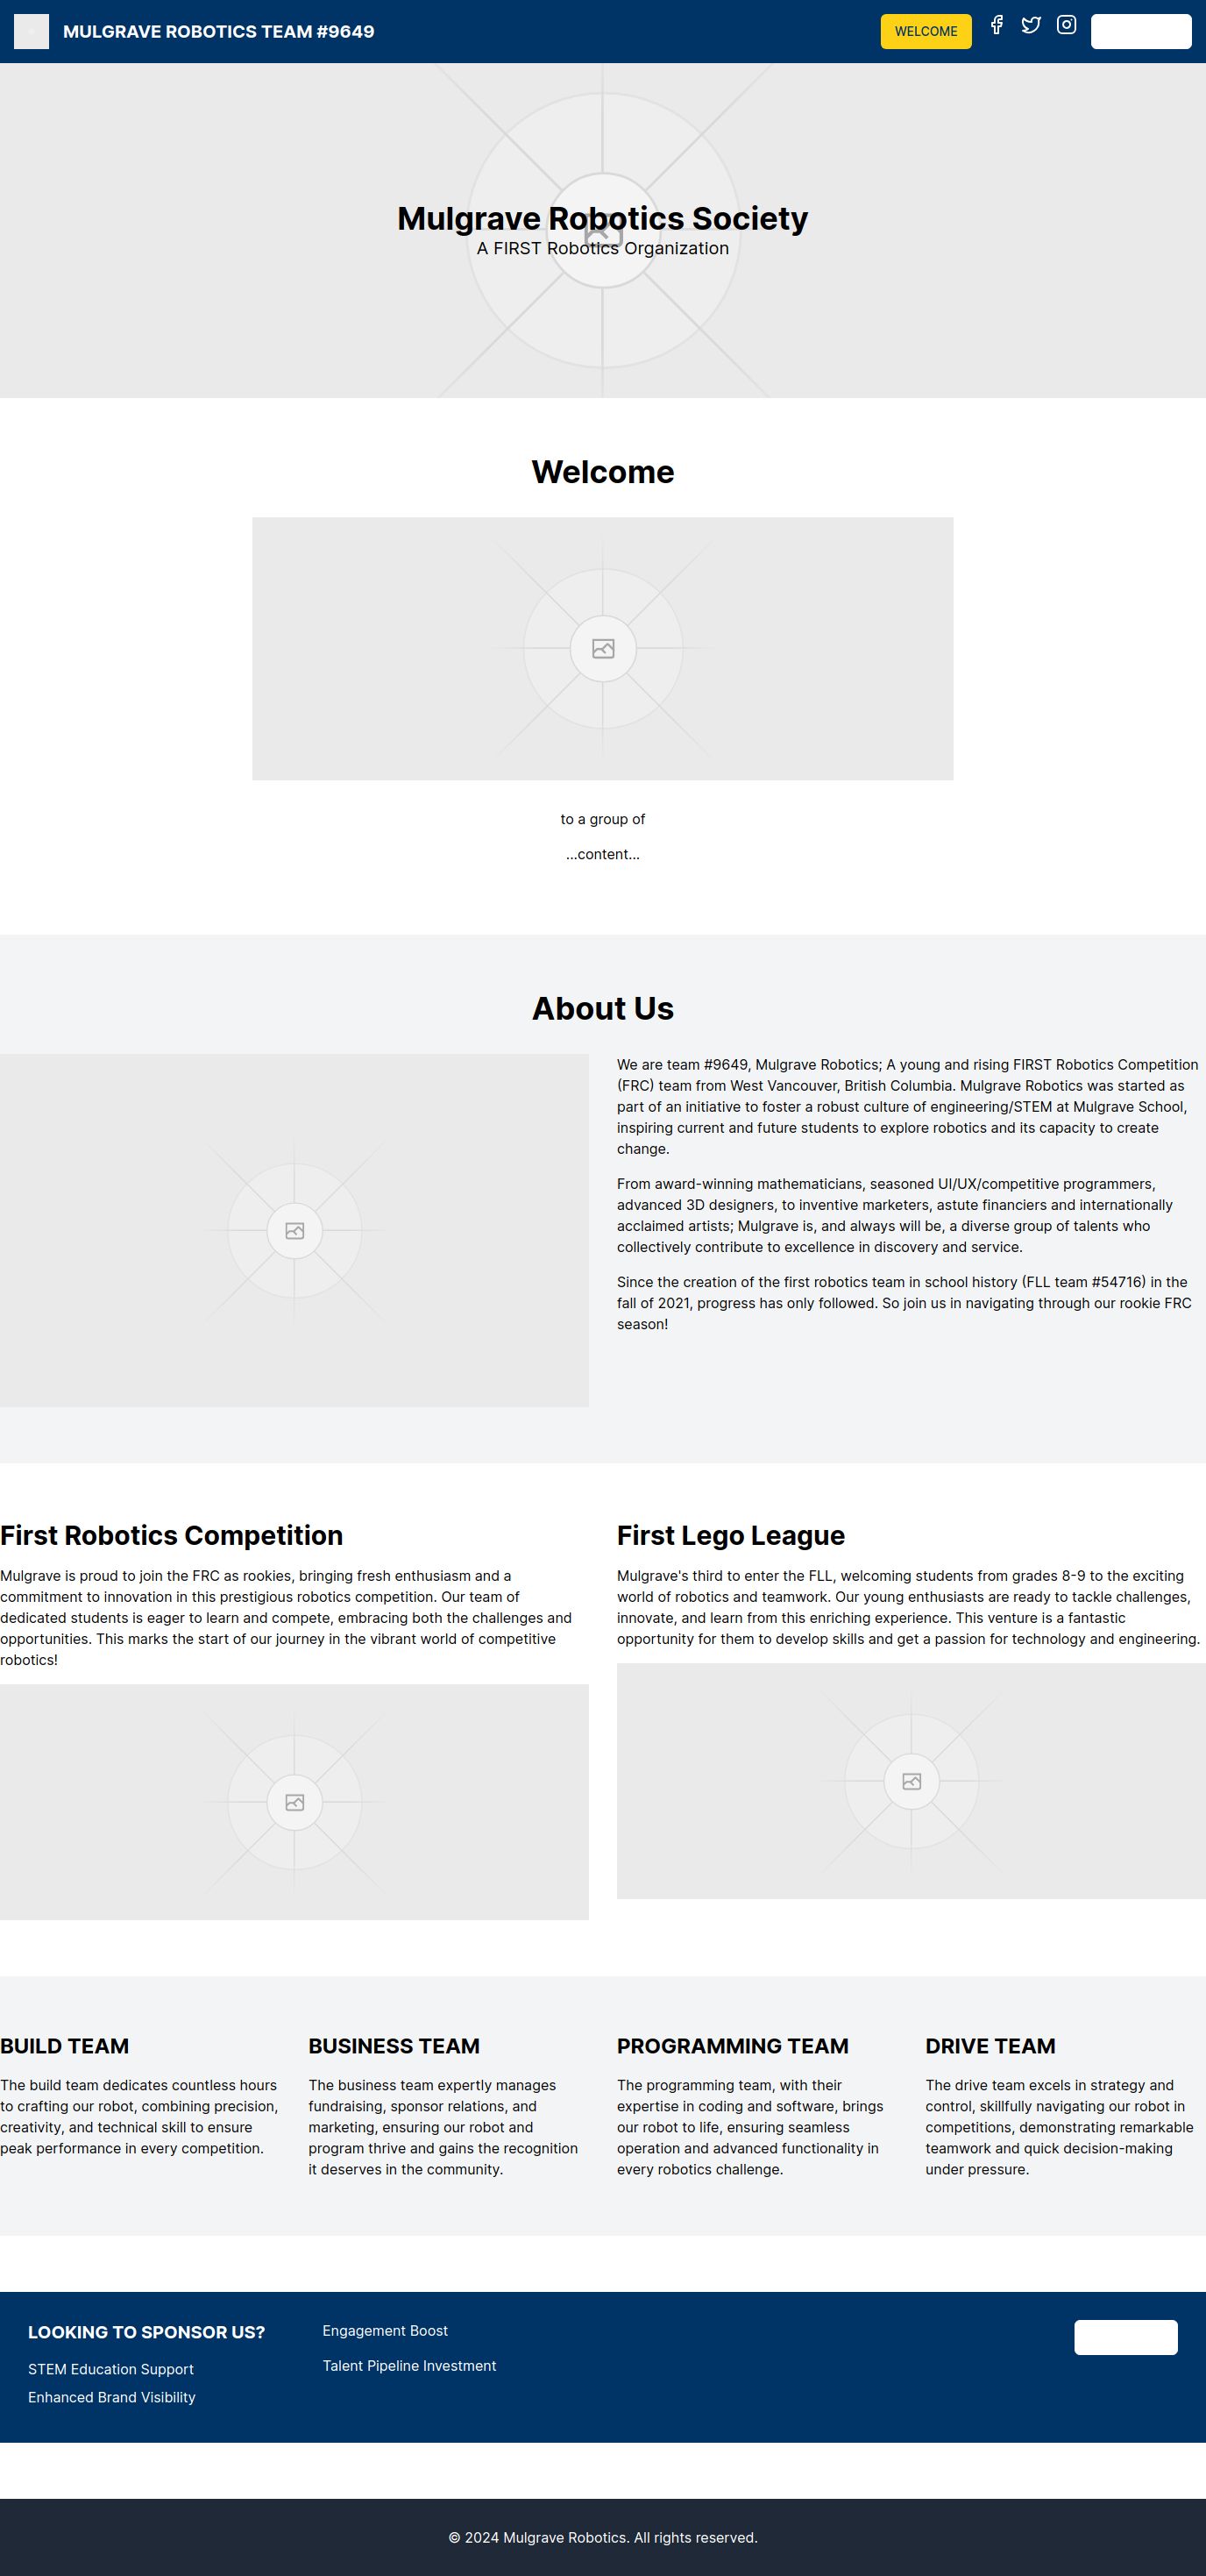 MULGRAVE ROBOTICS TEAM #9649
WELCOME
Mulgrave Robotics Society
A FIRST Robotics Organization
Welcome
to a group of
...content...
About Us
We are team #9649, Mulgrave Robotics; A young and rising FIRST Robotics Competition
(FRC) team from West Vancouver, British Columbia. Mulgrave Robotics was started as
part of an initiative to foster a robust culture of engineering/STEM at Mulgrave School,
inspiring current and future students to explore robotics and its capacity to create
change.
From award-winning mathematicians, seasoned UI/UX/competitive programmers,
advanced 3D designers, to inventive marketers, astute financiers and internationally
acclaimed artists; Mulgrave is, and always will be, a diverse group of talents who
collectively contribute to excellence in discovery and service.
Since the creation of the first robotics team in school history (FLL team #54716) in the
fall of 2021, progress has only followed. So join us in navigating through our rookie FRC
season!
First Robotics Competition
Mulgrave is proud to join the FRC as rookies, bringing fresh enthusiasm and a
commitment to innovation in this prestigious robotics competition. Our team of
dedicated students is eager to learn and compete, embracing both the challenges and
opportunities. This marks the start of our journey in the vibrant world of competitive
robotics!
First Lego League
Mulgrave's third to enter the FLL, welcoming students from grades 8-9 to the exciting
world of robotics and teamwork. Our young enthusiasts are ready to tackle challenges,
innovate, and learn from this enriching experience. This venture is a fantastic
opportunity for them to develop skills and get a passion for technology and engineering.
BUILD TEAM
The build team dedicates countless hours
to crafting our robot, combining precision,
creativity, and technical skill to ensure
peak performance in every competition.
BUSINESS TEAM
The business team expertly manages
fundraising, sponsor relations, and
marketing, ensuring our robot and
program thrive and gains the recognition
it deserves in the community.
PROGRAMMING TEAM
The programming team, with their
expertise in coding and software, brings
our robot to life, ensuring seamless
operation and advanced functionality in
every robotics challenge.
DRIVE TEAM
The drive team excels in strategy and
control, skillfully navigating our robot in
competitions, demonstrating remarkable
teamwork and quick decision-making
under pressure.
LOOKING TO SPONSOR US?
STEM Education Support
Enhanced Brand Visibility
Engagement Boost
Talent Pipeline Investment
© 2024 Mulgrave Robotics. All rights reserved.